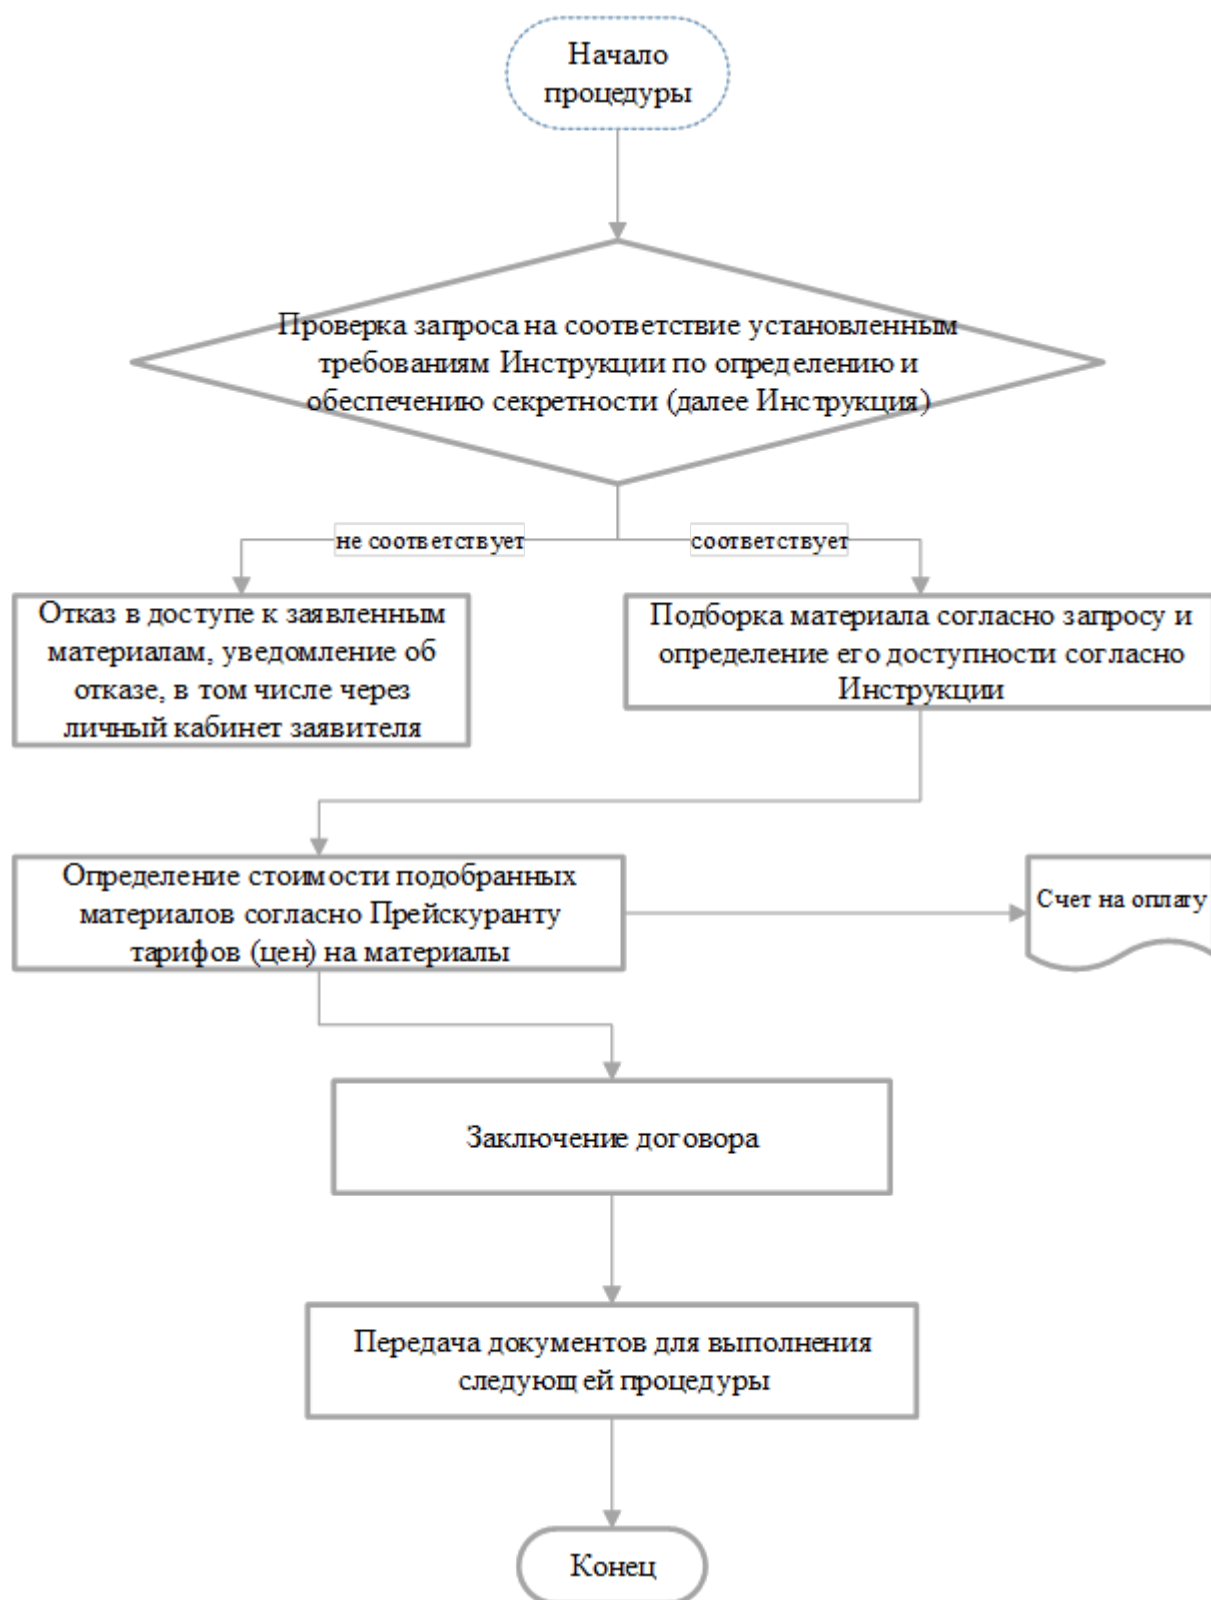 Начало
процедуры
Проверка запроса на соответствие установленным
требованиям Инструкции по определению и
обеспечению секретности (далее Инструкция)
не соответствует
соответствует
Отказ в доступе к заявленным
материалам, уведомление об
отказе, в том числе через
личный кабинет заявителя
Подборка материала согласно запросу и
определение его доступности согласно
Инструкции
Определение стоимости подобранных
материалов согласно Прейскуранту
тарифов (цен) на материалы
Счет на оплату
Заключение договора
Передача документов для выполнения
следующей процедуры
Конец